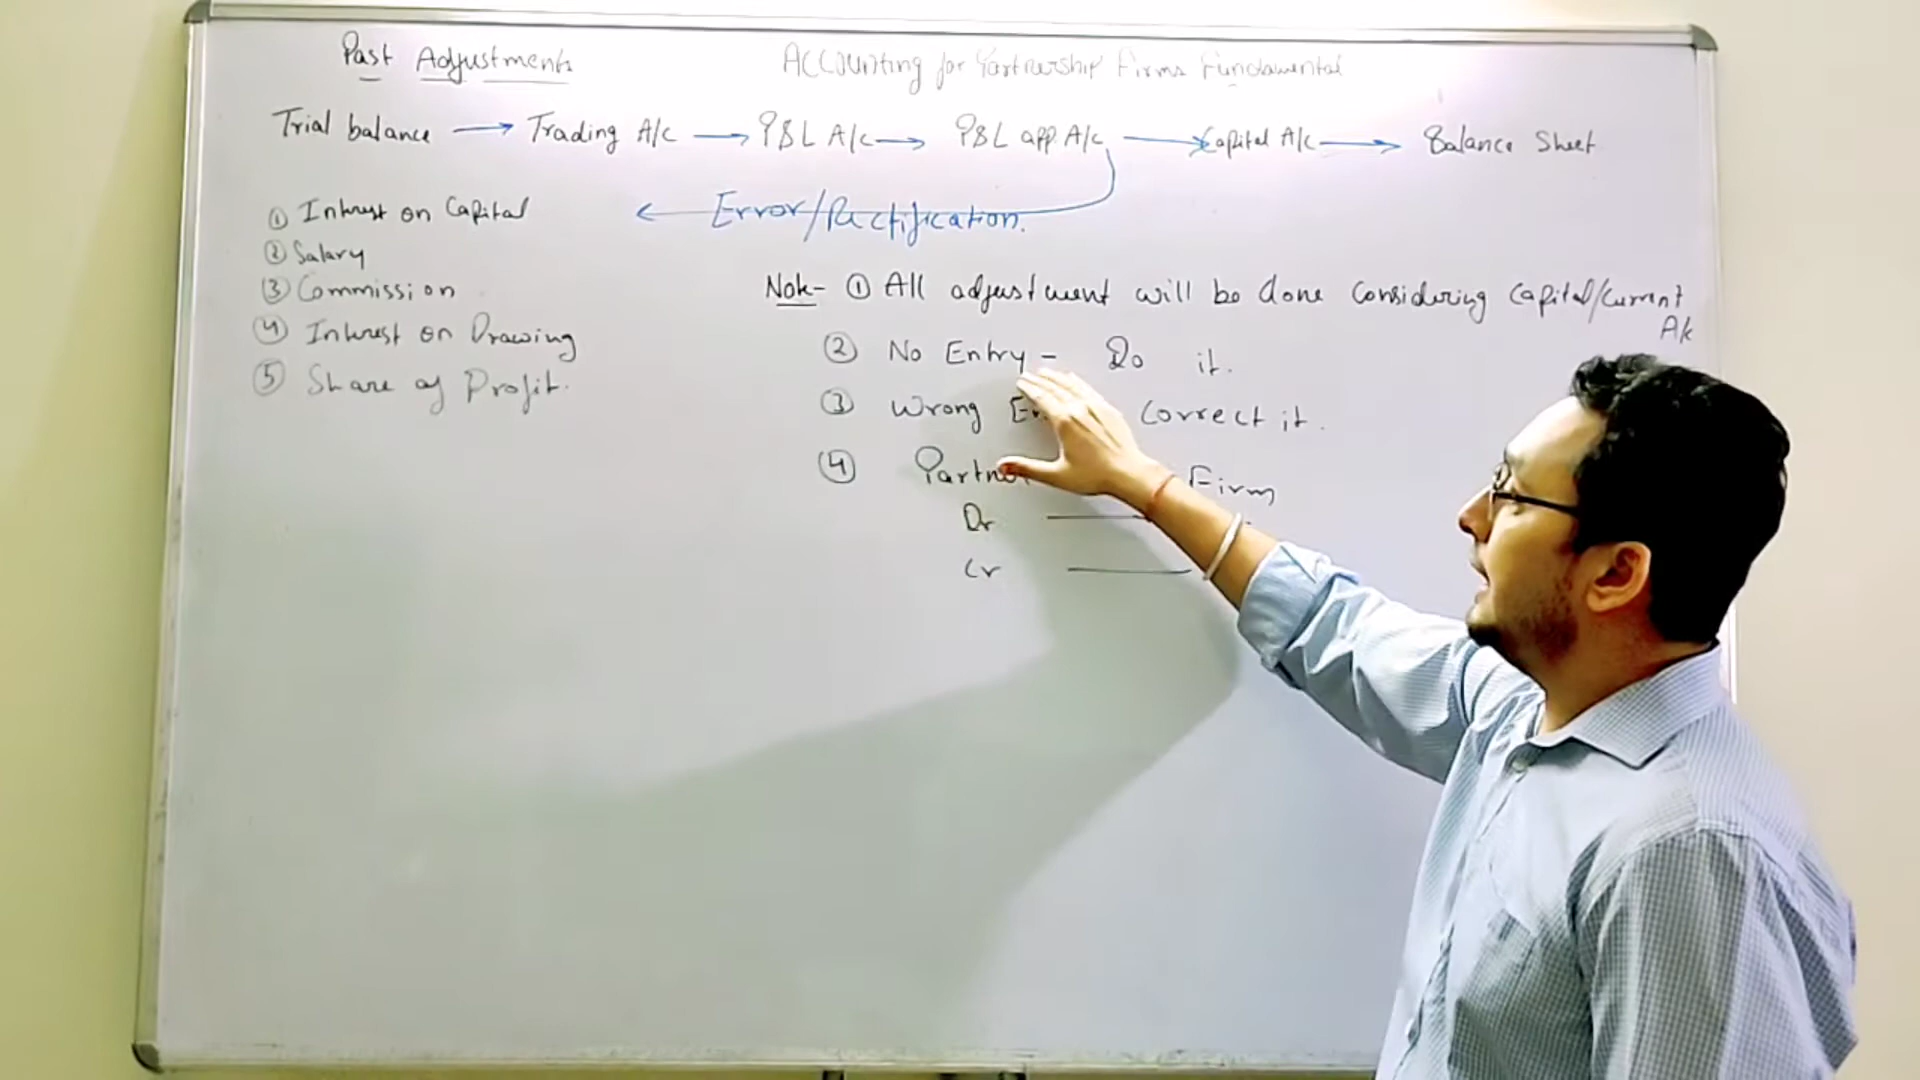 Past Adjustments
Accounting for Partnership Firms Fundamental
Trial balance → Trading A/c → P&L A/c → P&L app. A/c → Capital A/c → Balance Sheet
← Error/Rectification.
① Intrest on Capital
② Salary
③ Commission
④ Intrest on Drawing
⑤ Share of Profit.
Note- ① All adjustment will be done Considering Capital/Current A/c
② No Entry - Do it.
③ Wrong Correct it.
④ Firm
Dr
Cr